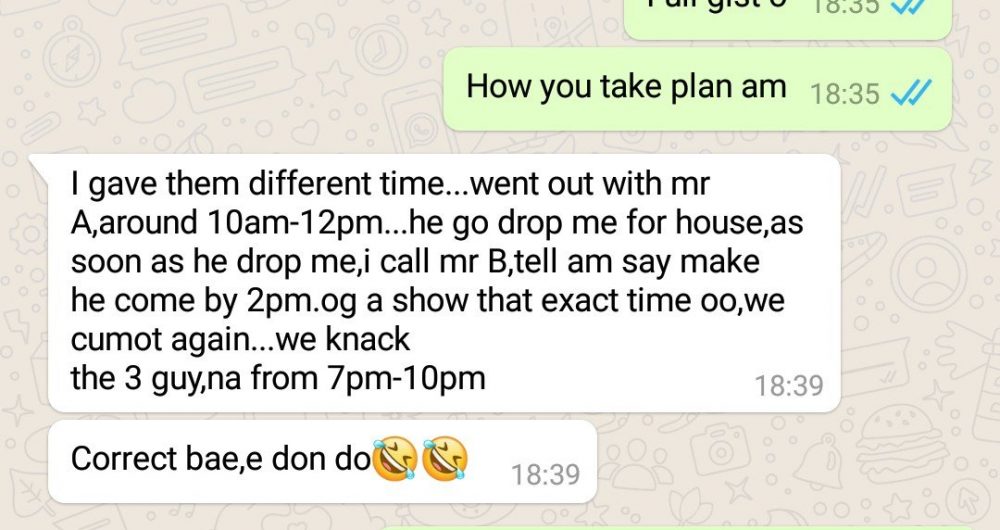 18:35
How you take plan am 18:35
I gave them different time...went out with mr
A,around 10am-12pm...he go drop me for house,as
soon as he drop me,i call mr B,tell am say make
he come by 2pm.og a show that exact time oo,we
cumot again...we knack
the 3 guy,na from 7pm-10pm 18:39
Correct bae,e don do🤣🤣 18:39